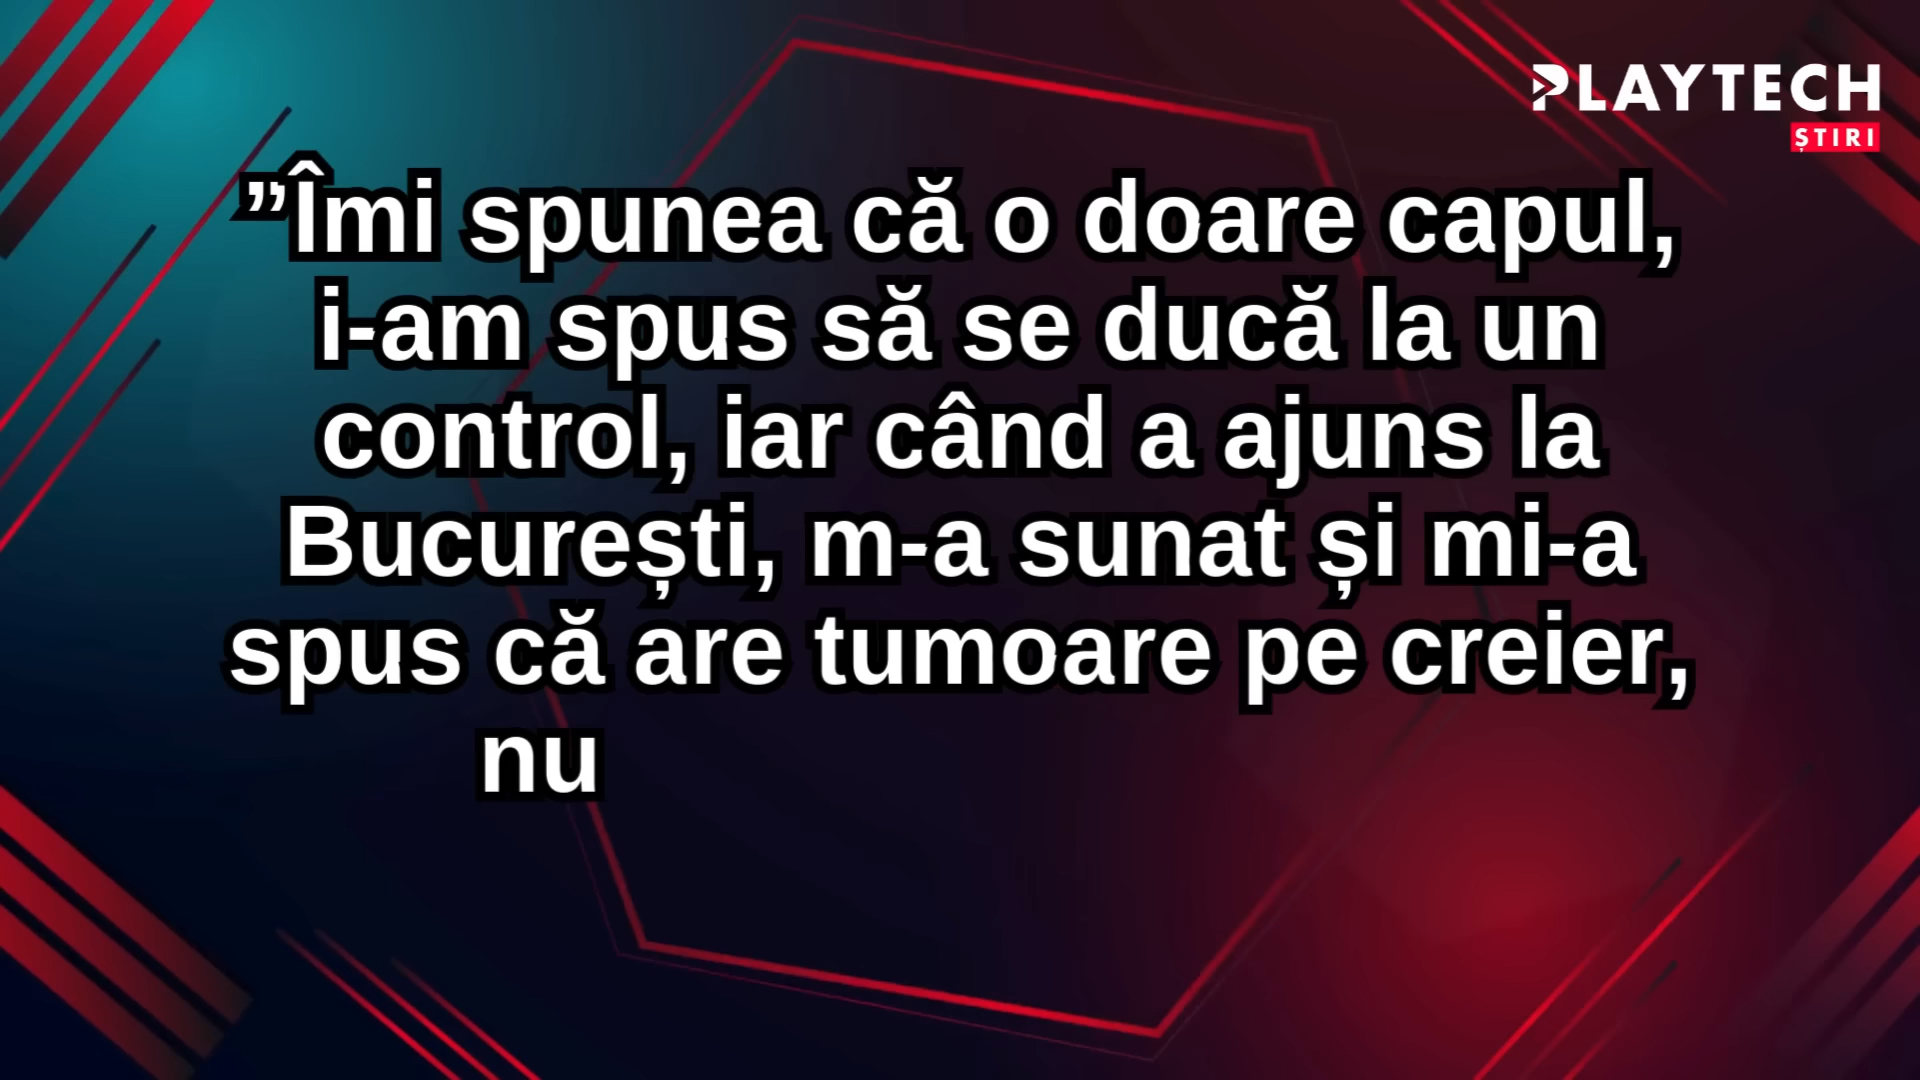 PLAYTECH
ȘTIRI
”Îmi spunea că o doare capul,
i-am spus să se ducă la un
control, iar când a ajuns la
București, m-a sunat și mi-a
spus că are tumoare pe creier,
nu